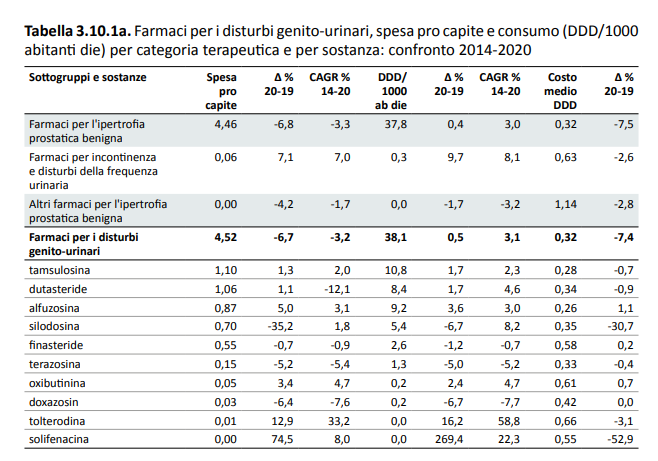 Tabella 3.10.1a. Farmaci per i disturbi genito-urinari, spesa pro capite e consumo (DDD/1000
abitanti die) per categoria terapeutica e per sostanza: confronto 2014-2020
Sottogruppi e sostanze Spesa pro capite Δ % 20-19 CAGR % 14-20 DDD/ 1000 ab die Δ % 20-19 CAGR % 14-20 Costo medio DDD Δ % 20-19
Farmaci per l'ipertrofia 4,46 -6,8 -3,3 37,8 0,4 3,0 0,32 -7,5
prostatica benigna
Farmaci per incontinenza 0,06 7,1 7,0 0,3 9,7 8,1 0,63 -2,6
e disturbi della frequenza
urinaria
Altri farmaci per l'ipertrofia 0,00 -4,2 -1,7 0,0 -1,7 -3,2 1,14 -2,8
prostatica benigna
Farmaci per i disturbi 4,52 -6,7 -3,2 38,1 0,5 3,1 0,32 -7,4
genito-urinari
tamsulosina 1,10 1,3 2,0 10,8 1,7 2,3 0,28 -0,7
dutasteride 1,06 1,1 -12,1 8,4 1,7 4,6 0,34 -0,9
alfuzosina 0,87 5,0 3,1 9,2 3,6 3,0 0,26 1,1
silodosina 0,70 -35,2 1,8 5,4 -6,7 8,2 0,35 -30,7
finasteride 0,55 -0,7 -0,9 2,6 -1,2 -0,7 0,58 0,2
terazosina 0,15 -5,2 -5,4 1,3 -5,0 -5,2 0,33 -0,4
oxibutinina 0,05 3,4 4,7 0,2 2,4 4,7 0,61 0,7
doxazosin 0,03 -6,4 -7,6 0,2 -6,7 -7,7 0,42 0,0
tolterodina 0,01 12,9 33,2 0,0 16,2 58,8 0,66 -3,1
solifenacina 0,00 74,5 8,0 0,0 269,4 22,3 0,55 -52,9